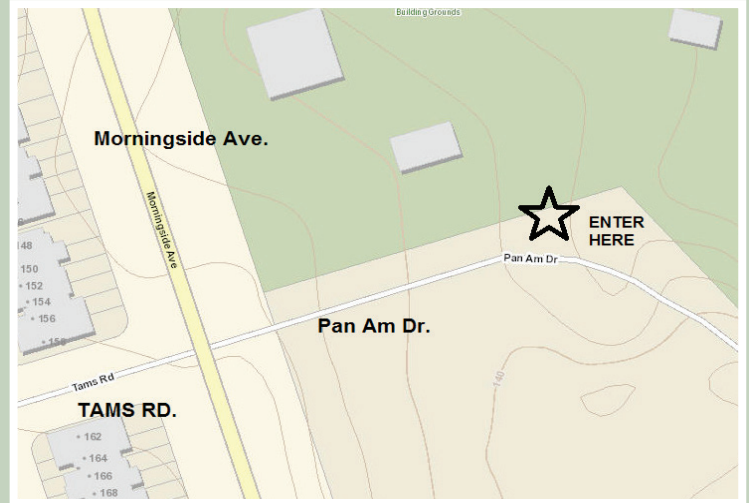 Building Grounds
Morningside Ave.
Morningside Ave
ENTER
HERE
148
150
152
154
156
158
Pan Am Dr
Pan Am Dr.
140
Tams Rd
TAMS RD.
162
164
166
168